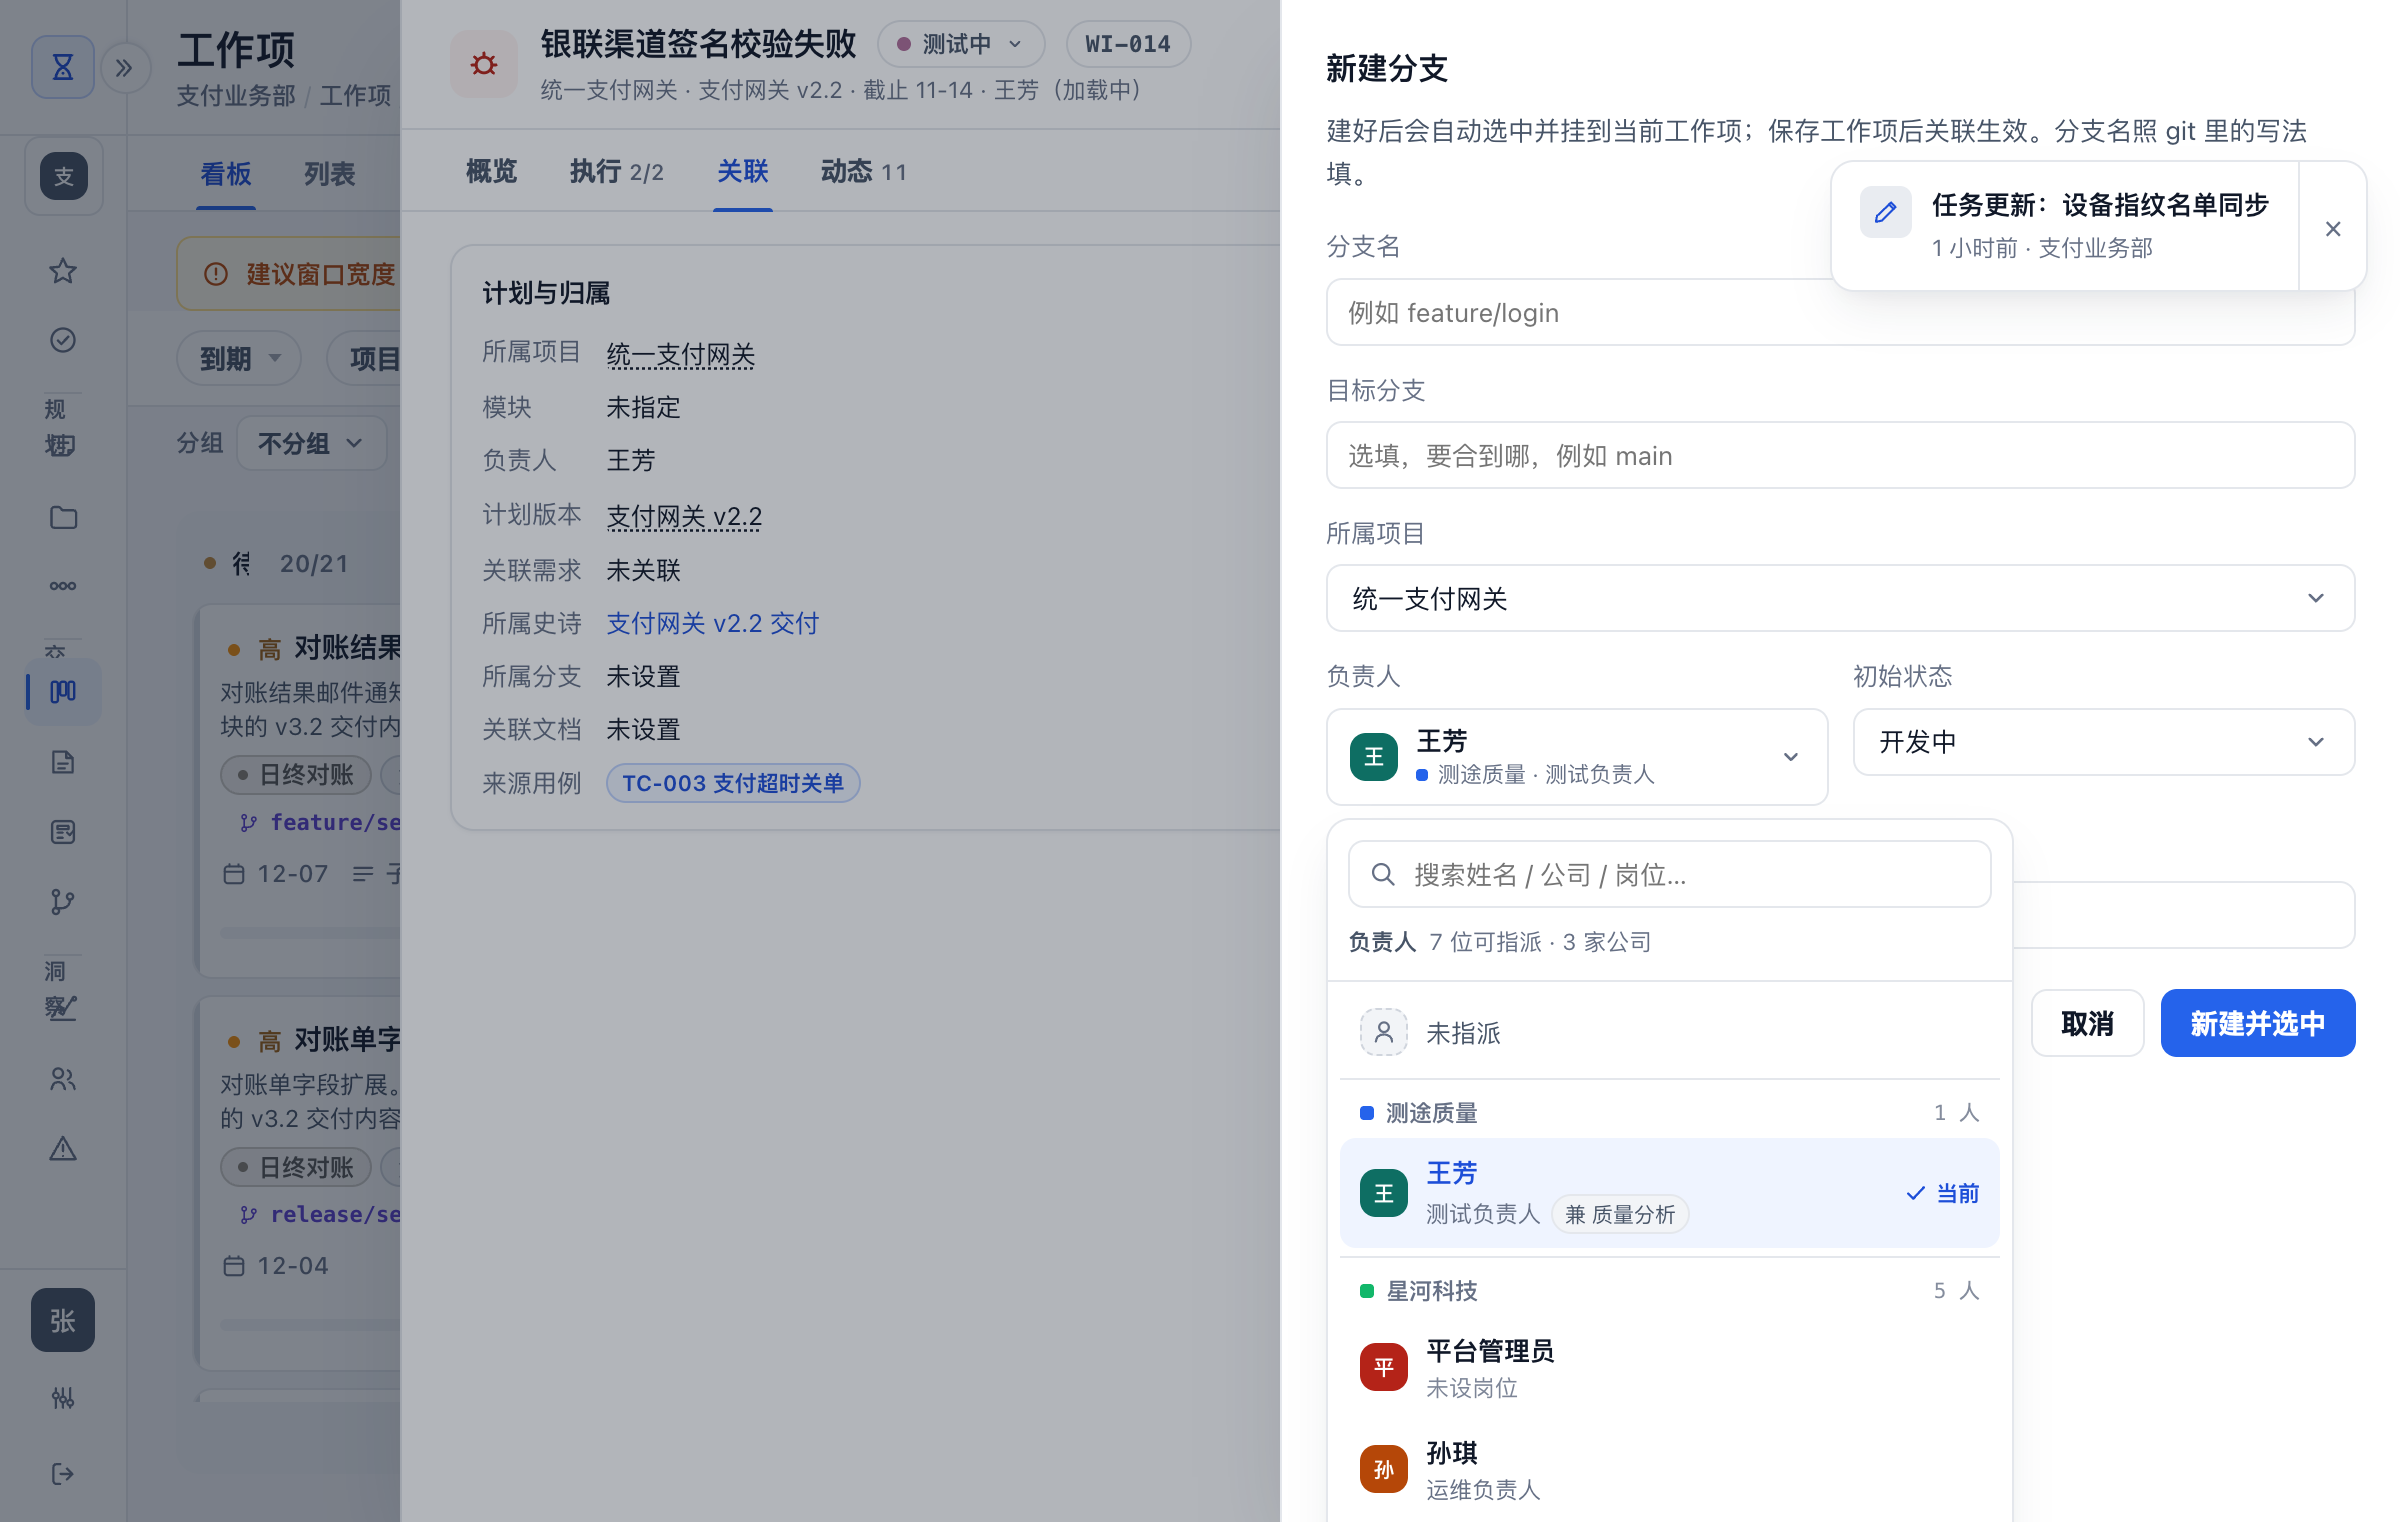 工作项
支付业务部 / 工作项
支
规
划
交
洞
察
张
看板
列表
建议窗口宽度
到期
项目
分组
不分组
20/21
高 对账结果
对账结果邮件通知
块的 v3.2 交付内
日终对账
feature/se
12-07
子
高 对账单字
对账单字段扩展。
的 v3.2 交付内容
日终对账
release/se
12-04
银联渠道签名校验失败
测试中
WI-014
统一支付网关 · 支付网关 v2.2 · 截止 11-14 · 王芳（加载中）
概览
执行 2/2
关联
动态 11
计划与归属
所属项目 统一支付网关
模块 未指定
负责人 王芳
计划版本 支付网关 v2.2
关联需求 未关联
所属史诗 支付网关 v2.2 交付
所属分支 未设置
关联文档 未设置
来源用例 TC-003 支付超时关单
新建分支
建好后会自动选中并挂到当前工作项；保存工作项后关联生效。分支名照 git 里的写法
填。
任务更新：设备指纹名单同步
1 小时前 · 支付业务部
分支名
例如 feature/login
目标分支
选填，要合到哪，例如 main
所属项目
统一支付网关
负责人
王
王芳
测途质量 · 测试负责人
初始状态
开发中
搜索姓名 / 公司 / 岗位...
负责人 7 位可指派 · 3 家公司
未指派
测途质量
1 人
王
王芳
测试负责人 兼 质量分析
当前
星河科技
5 人
平
平台管理员
未设岗位
孙
孙琪
运维负责人
取消
新建并选中